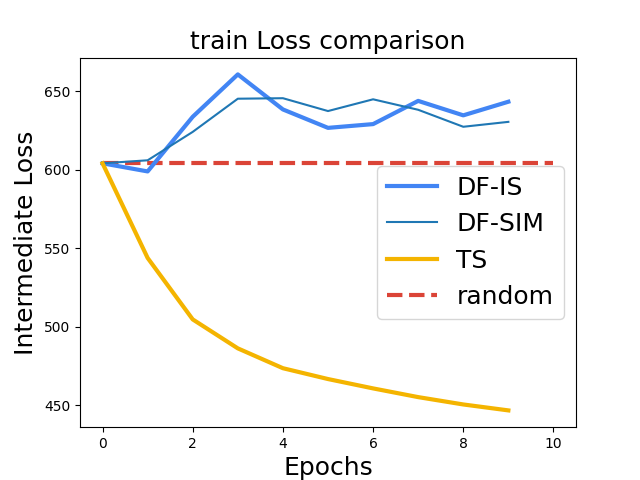 train Loss comparison
Intermediate Loss
650
600
550
500
450
DF-IS
DF-SIM
TS
random
0 2 4 6 8 10
Epochs